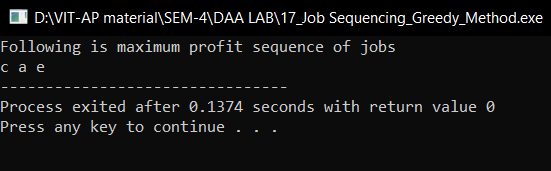 D:\VIT-AP material\SEM-4\DAA LAB\17_Job Sequencing_Greedy_Method.exe
Following is maximum profit sequence of jobs
c a e
--------------------------------
Process exited after 0.1374 seconds with return value 0
Press any key to continue . . .